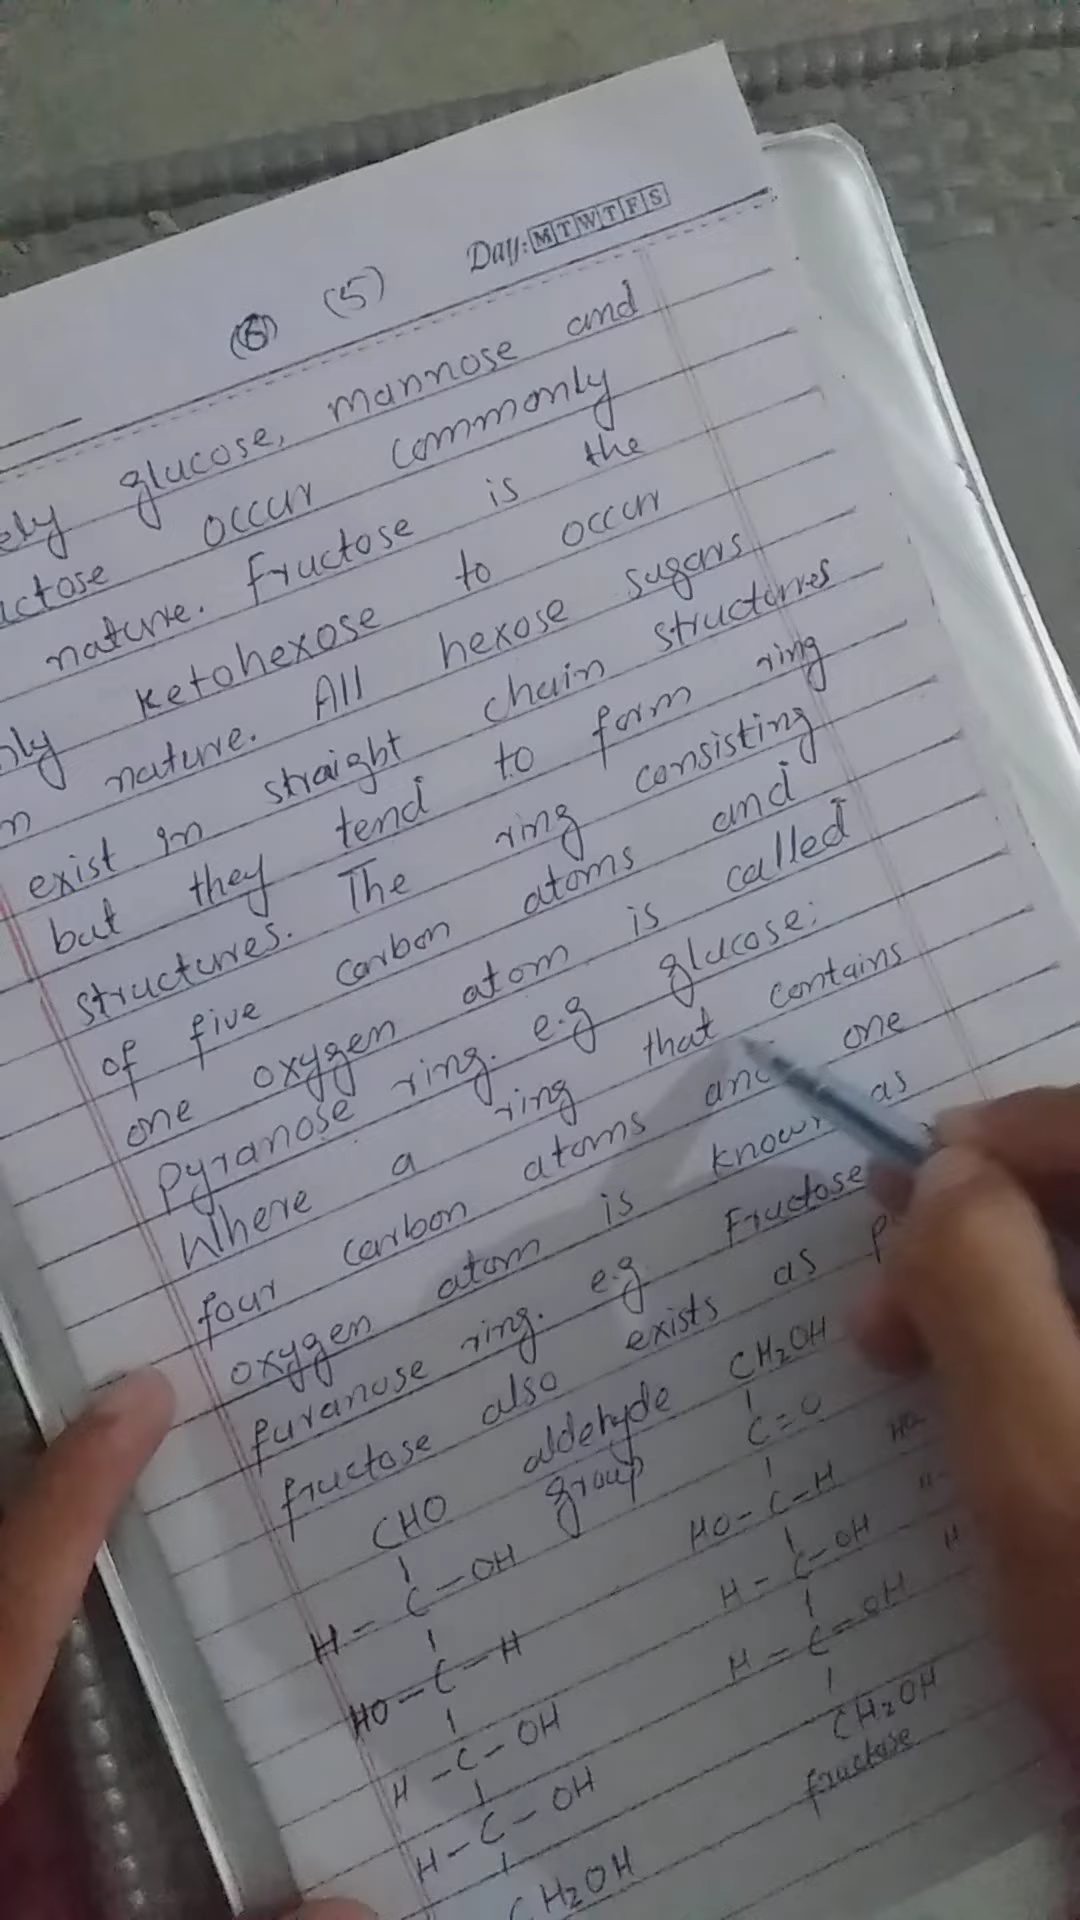 Day: M T W T F S
(6) (5)
ely glucose, mannose and
actose occur commonly
nature. Fructose is the
nly ketohexose to occur
n nature. All hexose sugars
exist in straight chain structures
but they tend to form ring
structures. The ring consisting
of five carbon atoms and
one oxygen atom is called
Pyranose ring. e.g glucose:
Where a ring that contains
four carbon atoms and one
oxygen atom is known as
furanose ring. e.g Fructose
fructose also exists as
CHO aldehyde group
H-C-OH
HO-C-H
H-C-OH
H-C-OH
CH2OH
CH2OH
C=O
HO-C-H
H-C-OH
H-C-OH
CH2OH
fructose